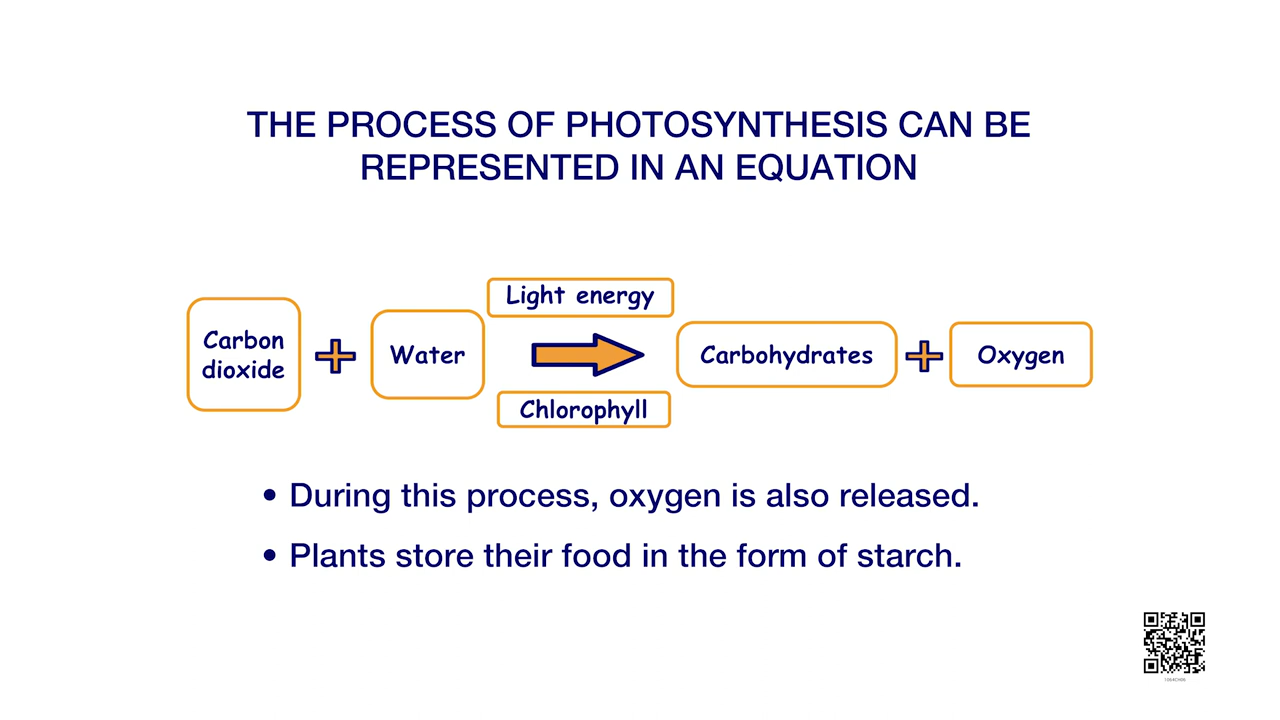 THE PROCESS OF PHOTOSYNTHESIS CAN BE
REPRESENTED IN AN EQUATION
Light energy
Carbon
dioxide
Water
Carbohydrates
Oxygen
Chlorophyll
• During this process, oxygen is also released.
• Plants store their food in the form of starch.